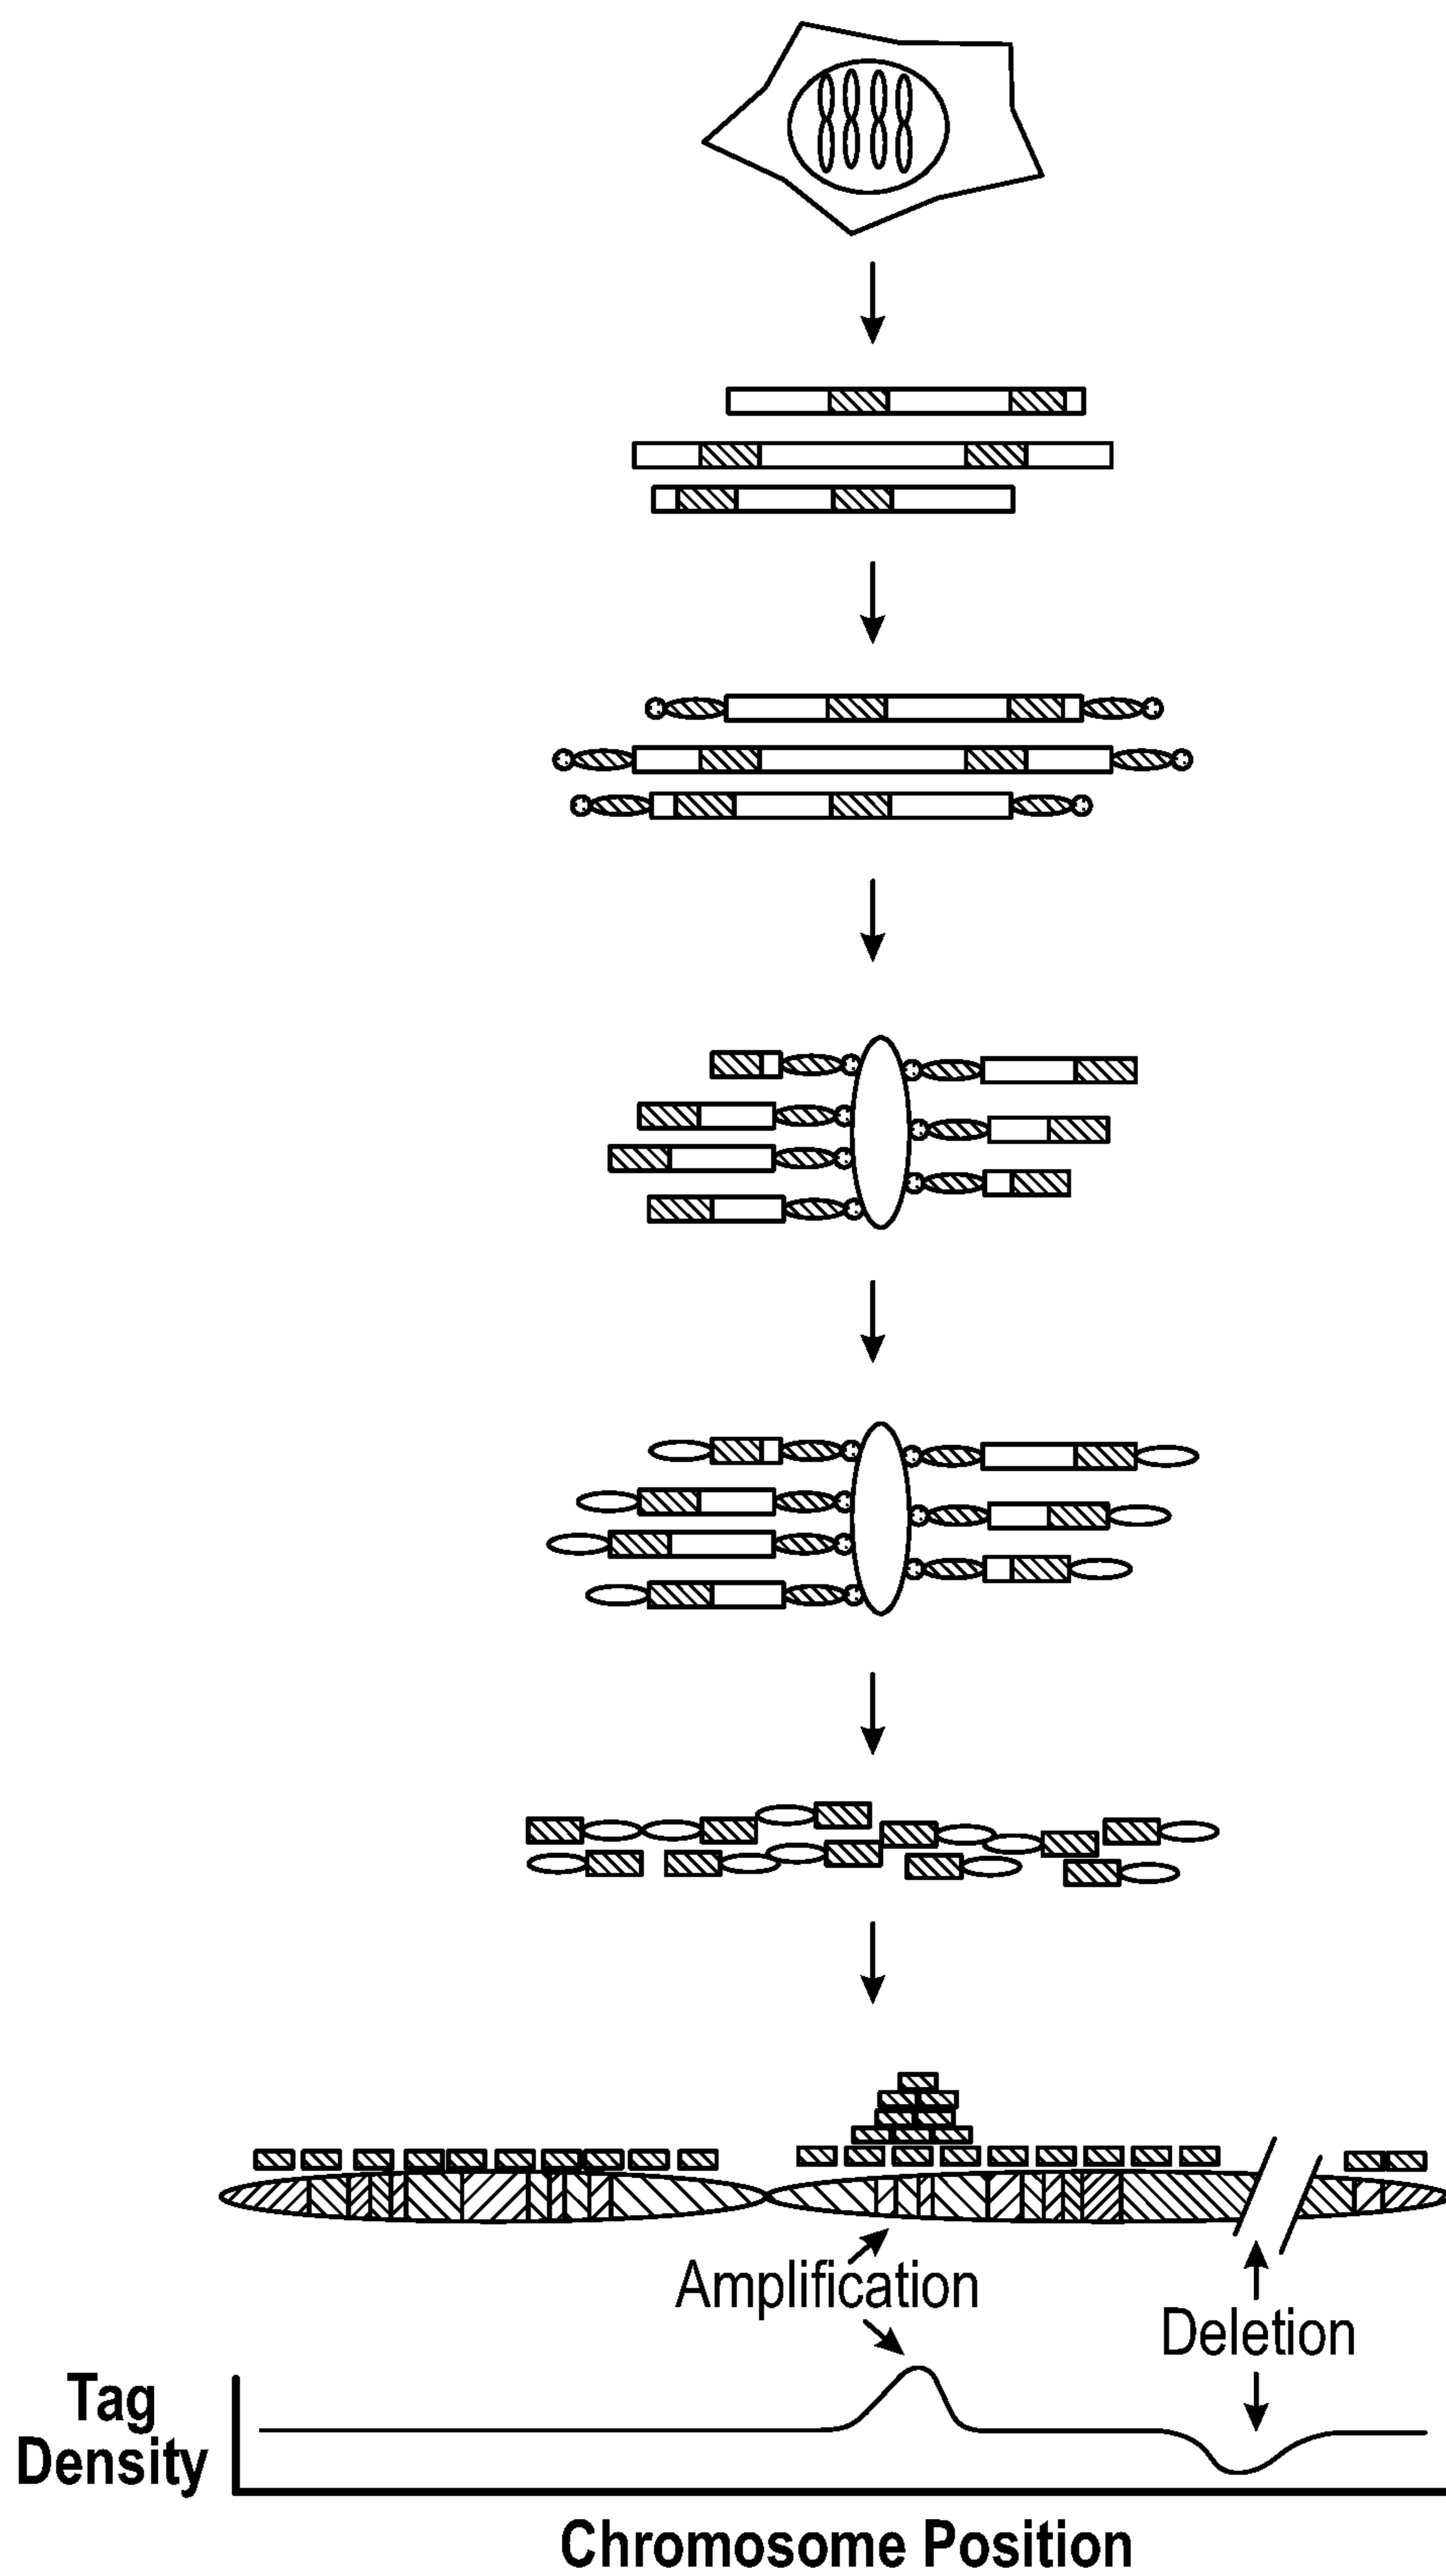 Amplification
Deletion
Tag
Density
Chromosome Position